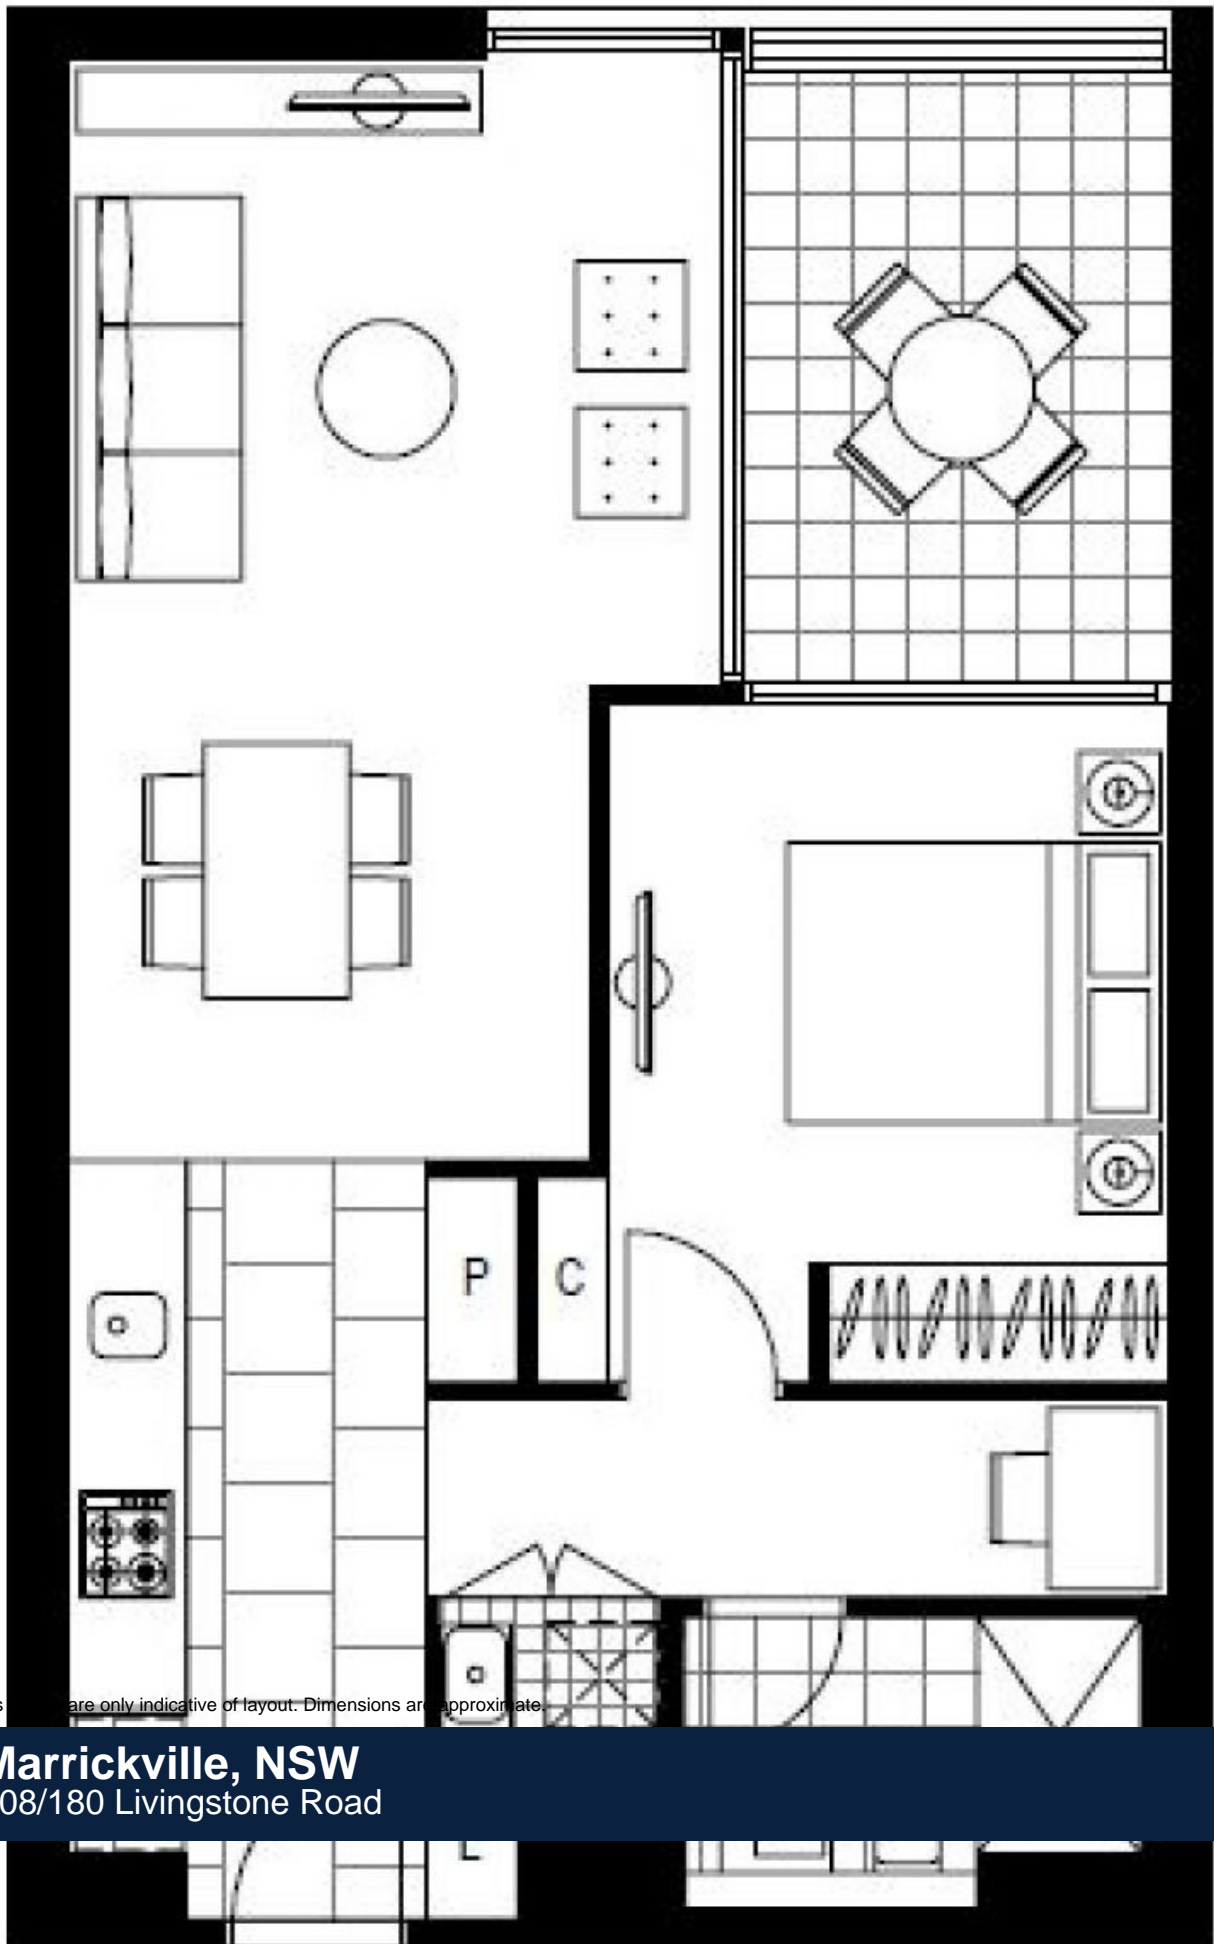 P
C
are only indicative of layout. Dimensions are approximate.
Marrickville, NSW
08/180 Livingstone Road
L